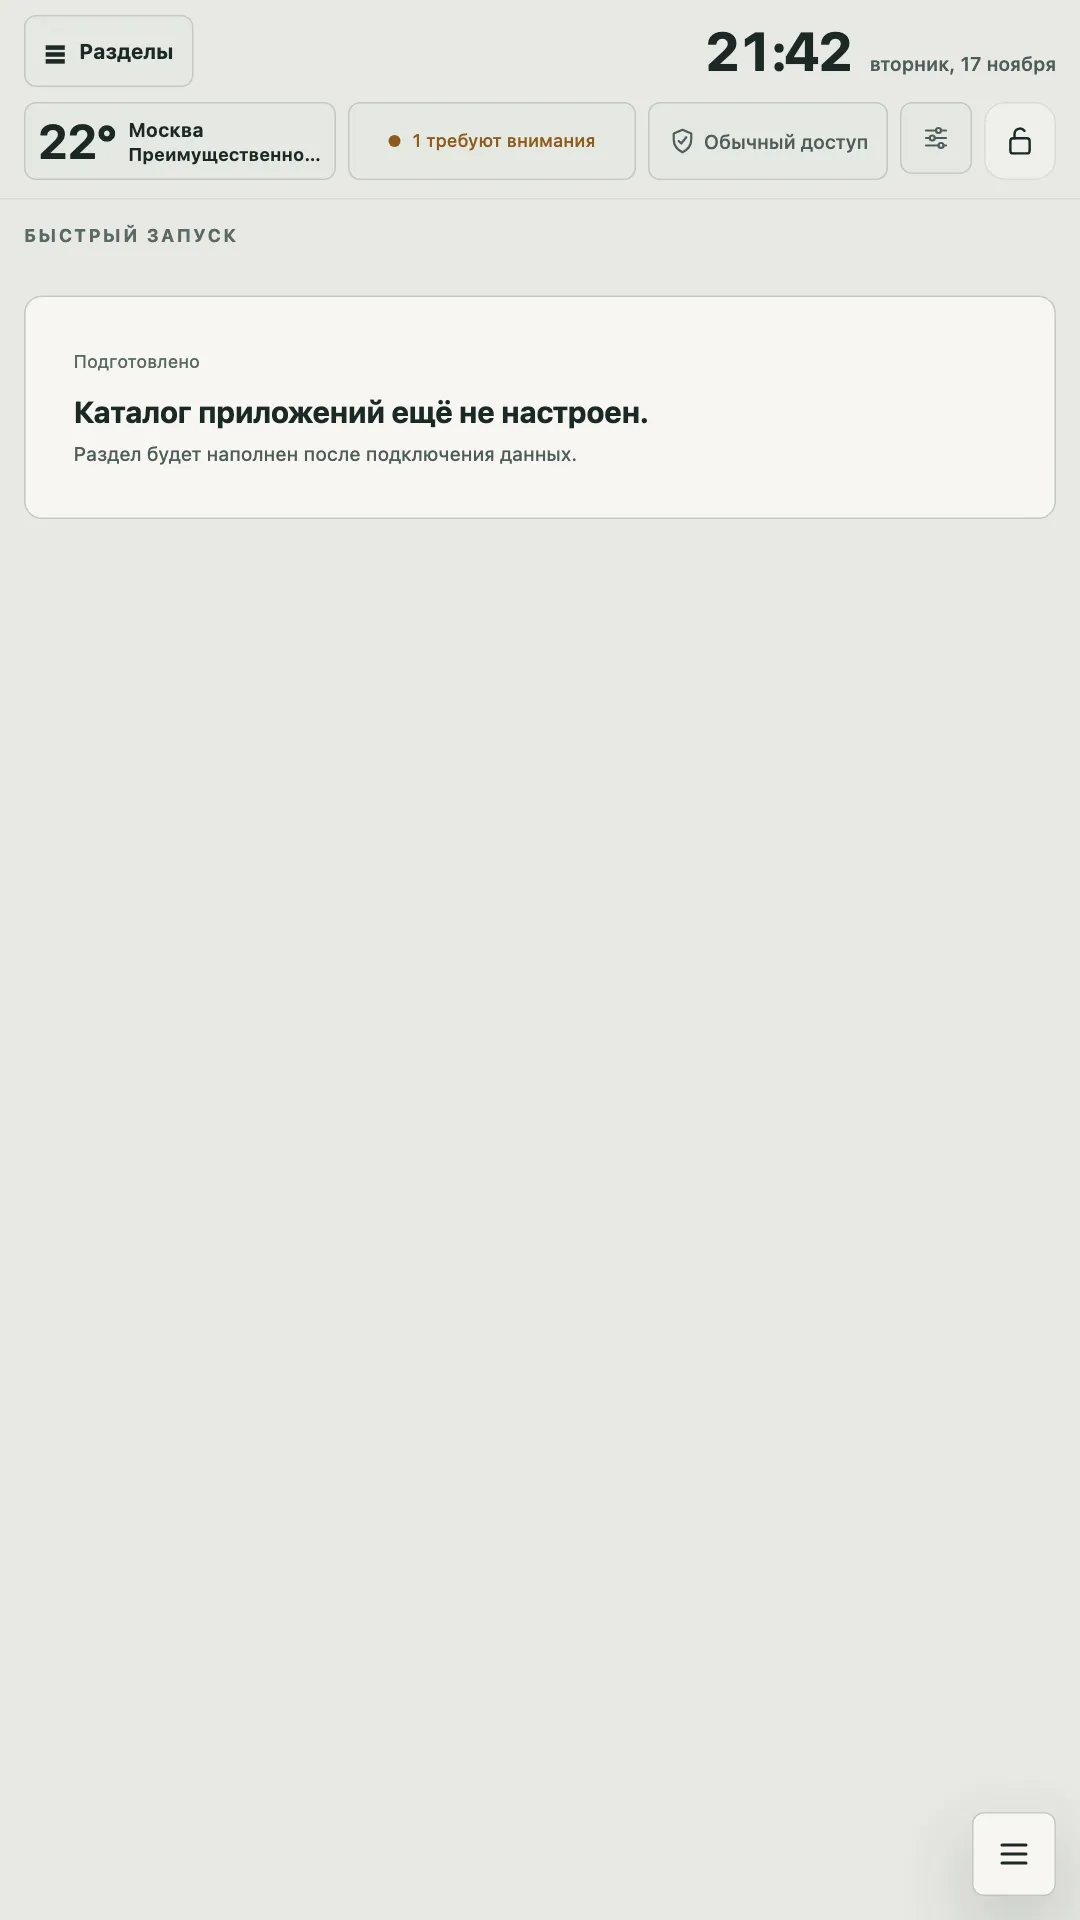 Разделы
21:42 вторник, 17 ноября
22° Москва
Преимущественно...
1 требуют внимания
Обычный доступ
БЫСТРЫЙ ЗАПУСК
Подготовлено
Каталог приложений ещё не настроен.
Раздел будет наполнен после подключения данных.